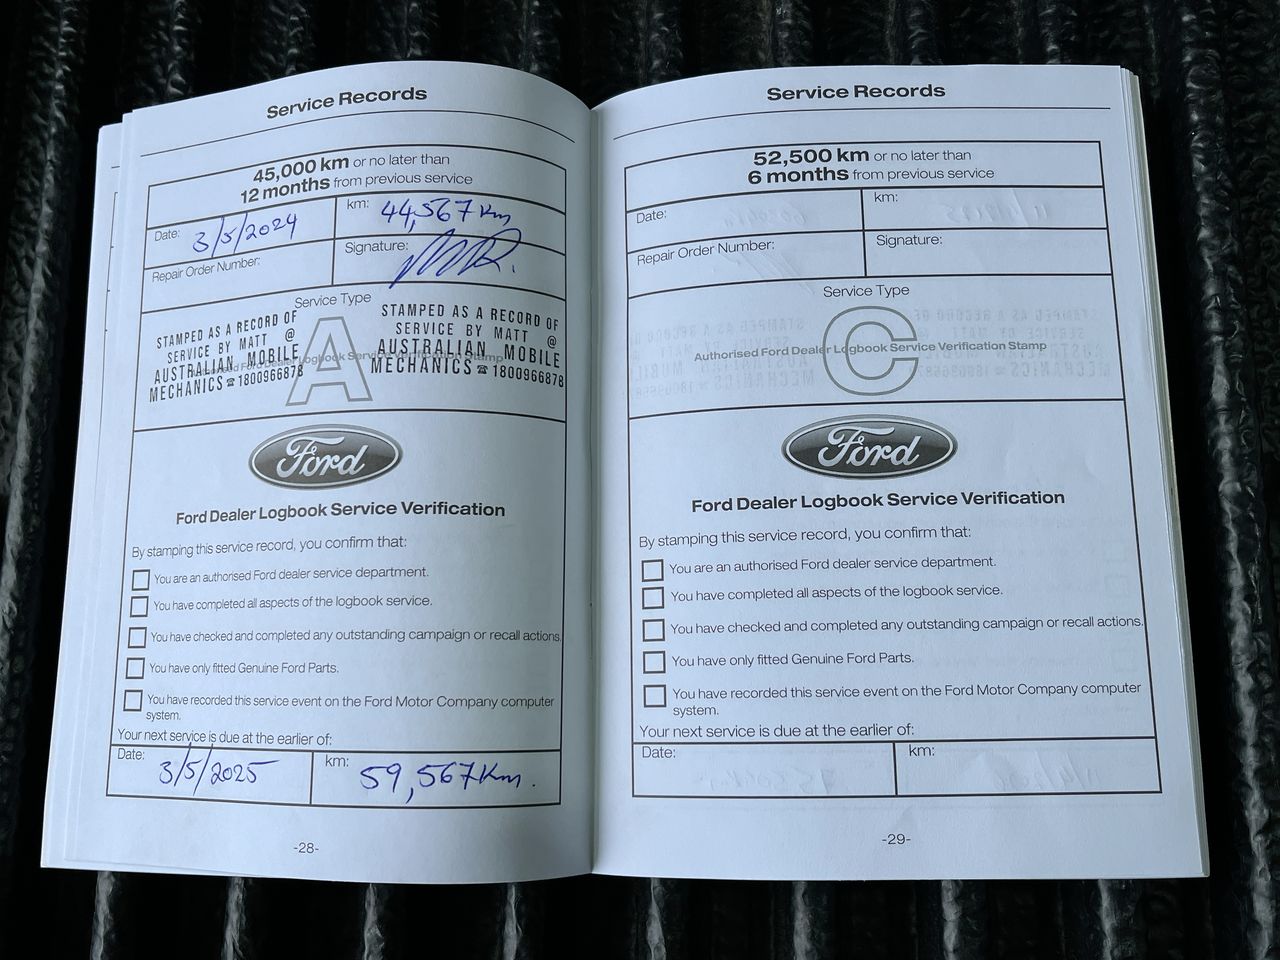 Service Records
45,000 km or no later than
12 months from previous service
Date: 3/5/2024
km: 44,567 Km
Repair Order Number:
Signature:
Service Type
A
Authorised Ford Dealer Logbook Service Verification Stamp
STAMPED AS A RECORD OF
SERVICE BY MATT @
AUSTRALIAN MOBILE
MECHANICS ☎ 1800966878
STAMPED AS A RECORD OF
SERVICE BY MATT @
AUSTRALIAN MOBILE
MECHANICS ☎ 1800966878
Ford
Ford Dealer Logbook Service Verification
By stamping this service record, you confirm that:
You are an authorised Ford dealer service department.
You have completed all aspects of the logbook service.
You have checked and completed any outstanding campaign or recall actions.
You have only fitted Genuine Ford Parts.
You have recorded this service event on the Ford Motor Company computer
system.
Your next service is due at the earlier of:
Date: 3/5/2025
km: 59,567Km.
-28-
Service Records
52,500 km or no later than
6 months from previous service
Date:
km:
Repair Order Number:
Signature:
Service Type
C
Authorised Ford Dealer Logbook Service Verification Stamp
Ford
Ford Dealer Logbook Service Verification
By stamping this service record, you confirm that:
You are an authorised Ford dealer service department.
You have completed all aspects of the logbook service.
You have checked and completed any outstanding campaign or recall actions.
You have only fitted Genuine Ford Parts.
You have recorded this service event on the Ford Motor Company computer
system.
Your next service is due at the earlier of:
Date:
km:
-29-